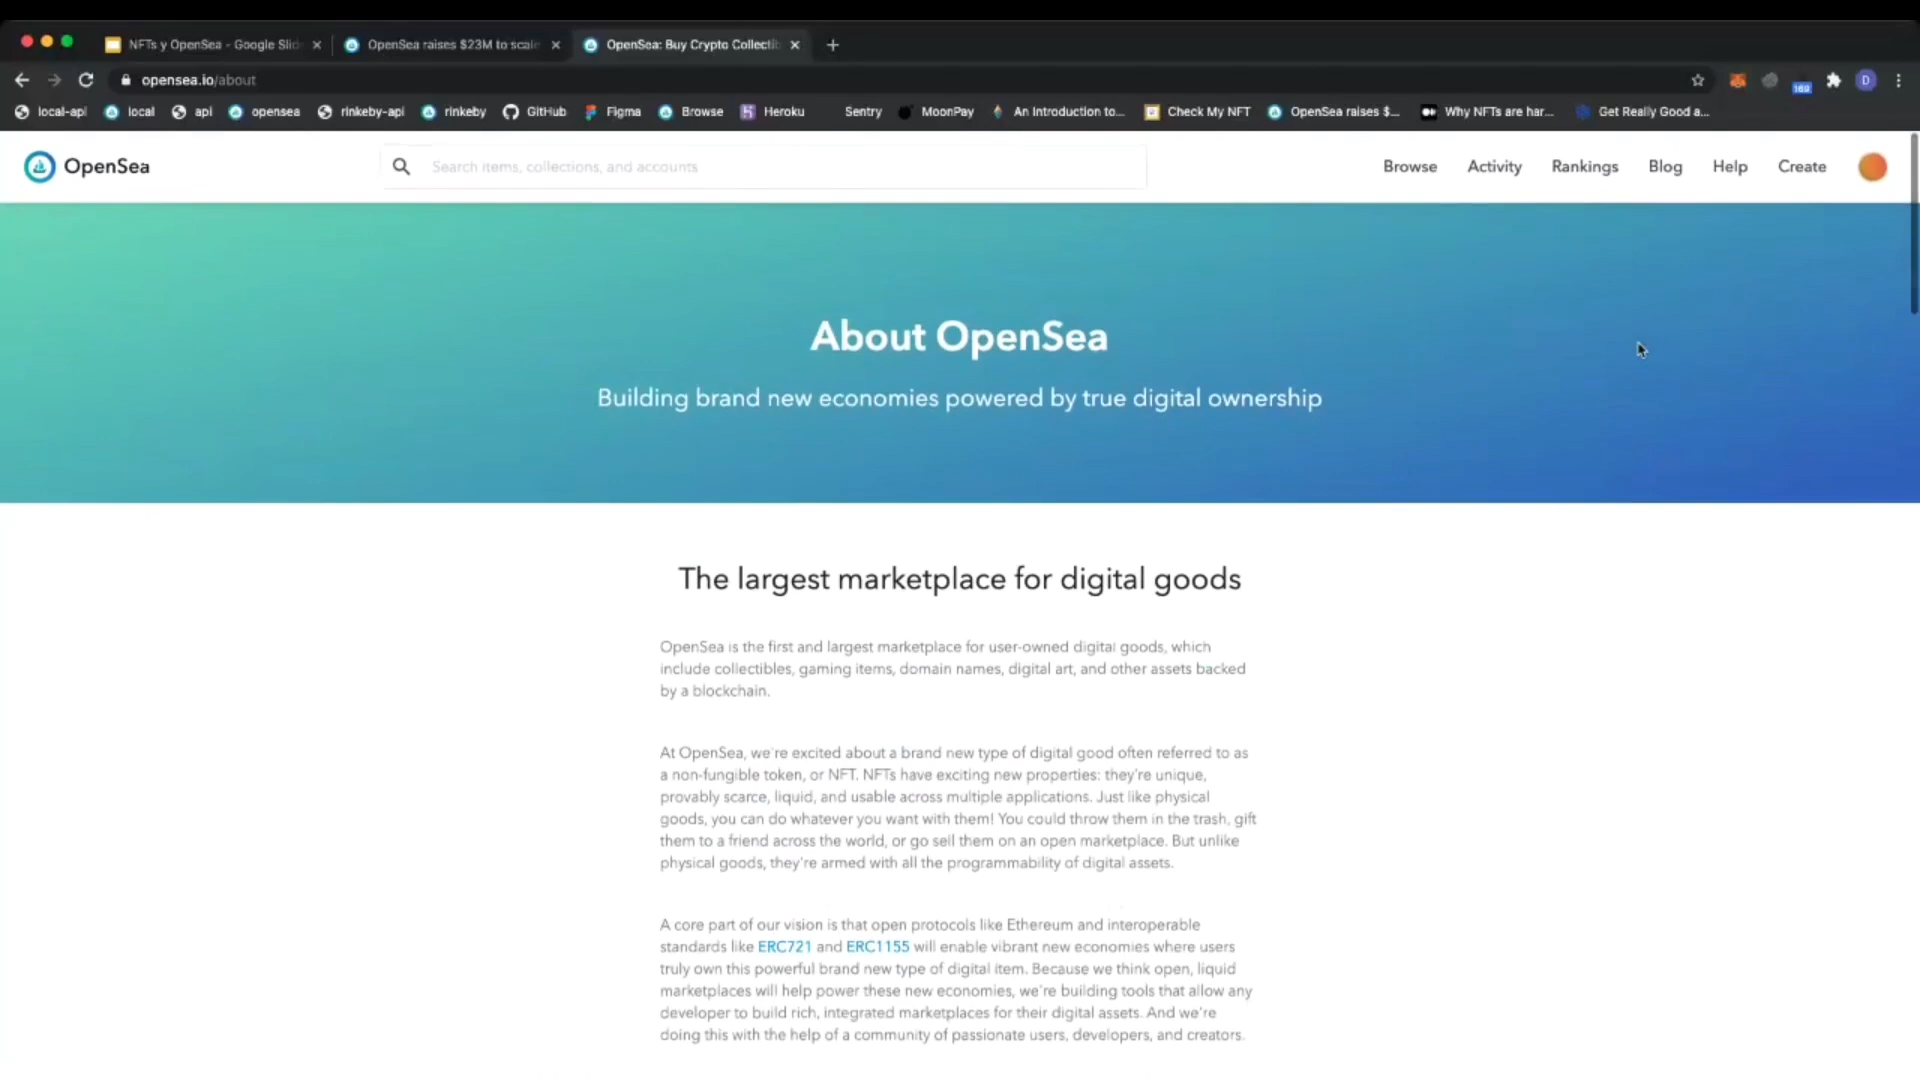 NFTs y OpenSea - Google Slid
OpenSea raises $23M to scale
OpenSea: Buy Crypto Collectib
opensea.io/about
local-api
local
api
opensea
rinkeby-api
rinkeby
GitHub
Figma
Browse
Heroku
Sentry
MoonPay
An Introduction to...
Check My NFT
OpenSea raises $...
Why NFTs are har...
Get Really Good a...
169
D
OpenSea
Search items, collections, and accounts
Browse
Activity
Rankings
Blog
Help
Create
About OpenSea
Building brand new economies powered by true digital ownership
The largest marketplace for digital goods
OpenSea is the first and largest marketplace for user-owned digital goods, which
include collectibles, gaming items, domain names, digital art, and other assets backed
by a blockchain.
At OpenSea, we're excited about a brand new type of digital good often referred to as
a non-fungible token, or NFT. NFTs have exciting new properties: they're unique,
provably scarce, liquid, and usable across multiple applications. Just like physical
goods, you can do whatever you want with them! You could throw them in the trash, gift
them to a friend across the world, or go sell them on an open marketplace. But unlike
physical goods, they're armed with all the programmability of digital assets.
A core part of our vision is that open protocols like Ethereum and interoperable
standards like ERC721 and ERC1155 will enable vibrant new economies where users
truly own this powerful brand new type of digital item. Because we think open, liquid
marketplaces will help power these new economies, we're building tools that allow any
developer to build rich, integrated marketplaces for their digital assets. And we're
doing this with the help of a community of passionate users, developers, and creators.